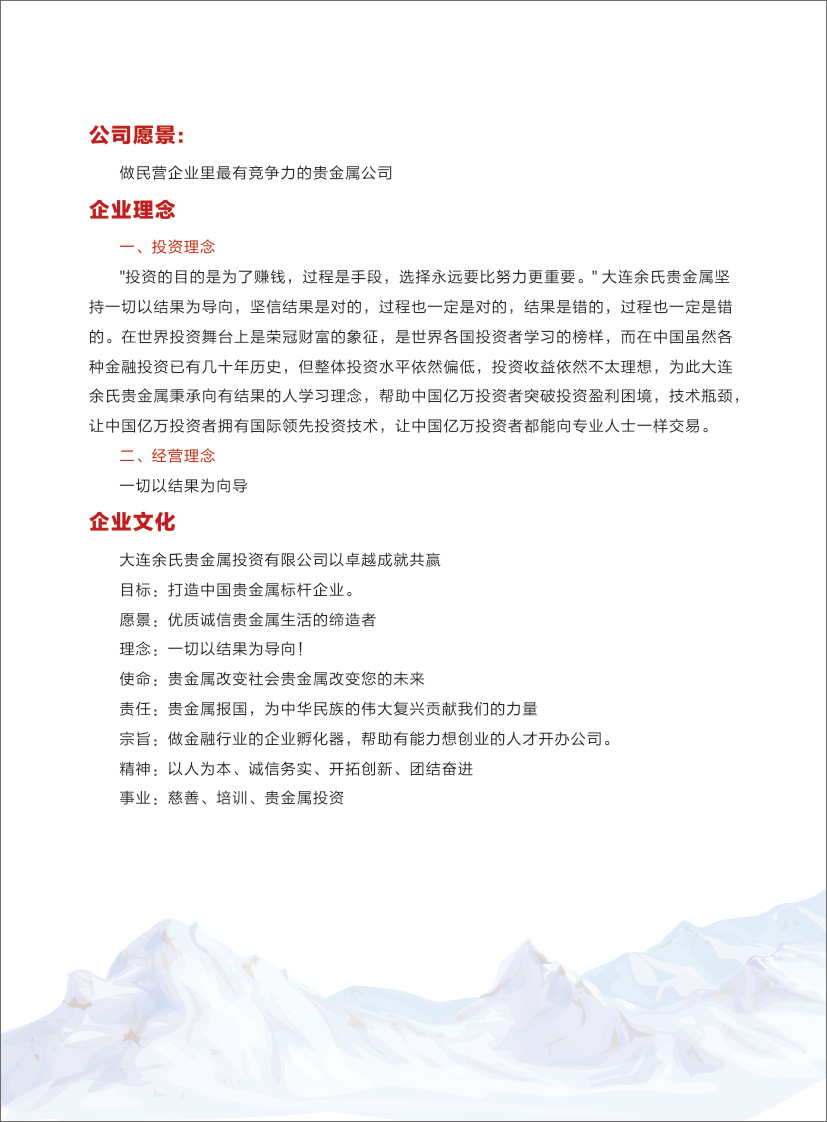 公司愿景：
做民营企业里最有竞争力的贵金属公司
企业理念
一、投资理念
"投资的目的是为了赚钱，过程是手段，选择永远要比努力更重要。" 大连余氏贵金属坚
持一切以结果为导向，坚信结果是对的，过程也一定是对的，结果是错的，过程也一定是错
的。在世界投资舞台上是荣冠财富的象征，是世界各国投资者学习的榜样，而在中国虽然各
种金融投资已有几十年历史，但整体投资水平依然偏低，投资收益依然不太理想，为此大连
余氏贵金属秉承向有结果的人学习理念，帮助中国亿万投资者突破投资盈利困境，技术瓶颈，
让中国亿万投资者拥有国际领先投资技术，让中国亿万投资者都能向专业人士一样交易。
二、经营理念
一切以结果为向导
企业文化
大连余氏贵金属投资有限公司以卓越成就共赢
目标：打造中国贵金属标杆企业。
愿景：优质诚信贵金属生活的缔造者
理念：一切以结果为导向！
使命：贵金属改变社会贵金属改变您的未来
责任：贵金属报国，为中华民族的伟大复兴贡献我们的力量
宗旨：做金融行业的企业孵化器，帮助有能力想创业的人才开办公司。
精神：以人为本、诚信务实、开拓创新、团结奋进
事业：慈善、培训、贵金属投资